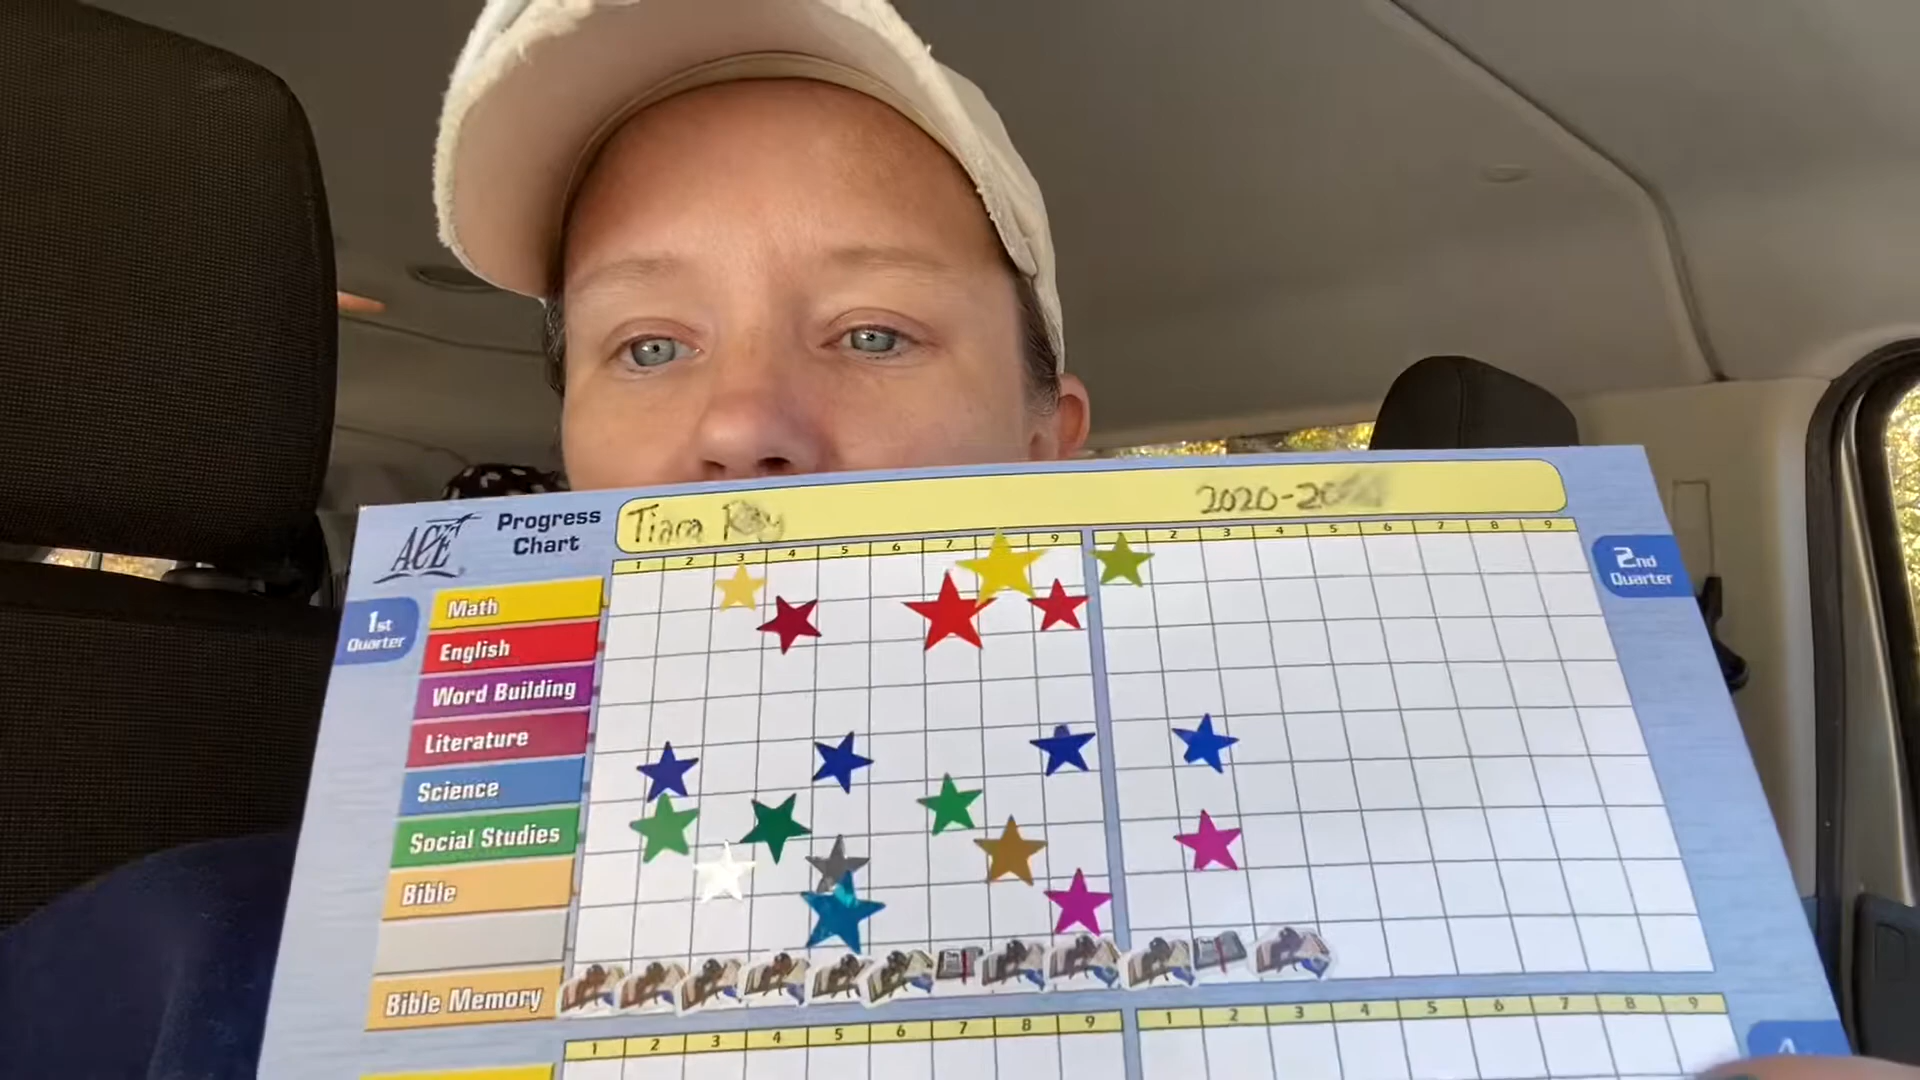 ACE
Progress
Chart
Tiara Ray
2020-20
1 2 3 4 5 6 7 9
2 3 4 5 6 7 8 9
1st
Quarter
2nd
Quarter
Math
English
Word Building
Literature
Science
Social Studies
Bible
Bible Memory
1 2 3 4 5 6 7 8 9
1 2 3 4 5 6 7 8 9